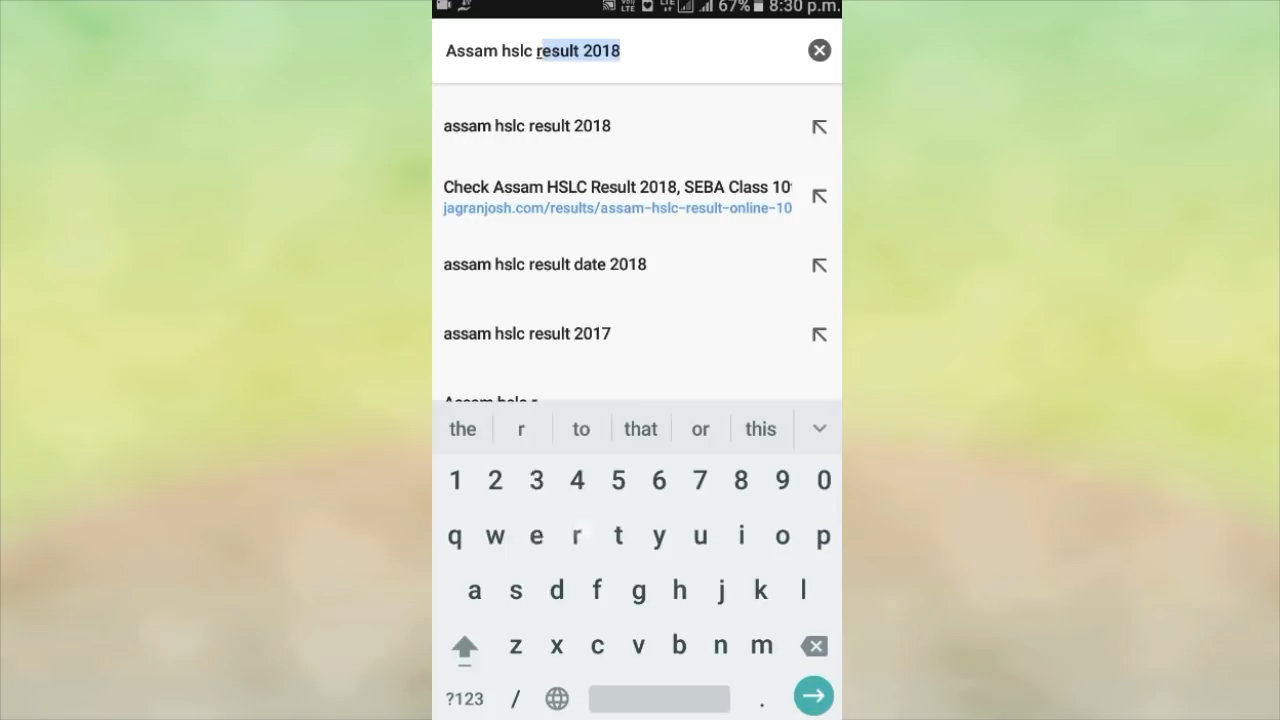 67% 8:30 p.m.
Assam hslc result 2018
assam hslc result 2018
Check Assam HSLC Result 2018, SEBA Class 10
jagranjosh.com/results/assam-hslc-result-online-10
assam hslc result date 2018
assam hslc result 2017
Assam hslc r
the r to that or this
1 2 3 4 5 6 7 8 9 0
q w e r t y u i o p
a s d f g h j k l
z x c v b n m
?123 / .